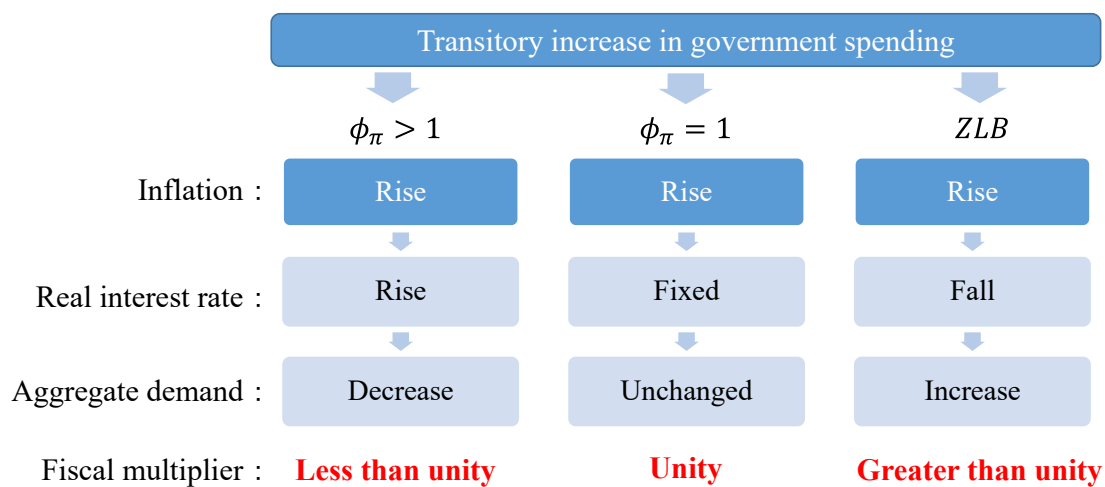 Transitory increase in government spending
𝜙𝜋 > 1 𝜙𝜋 = 1 𝑍𝐿𝐵
Inflation： Rise Rise Rise
Real interest rate： Rise Fixed Fall
Aggregate demand： Decrease Unchanged Increase
Fiscal multiplier： Less than unity Unity Greater than unity